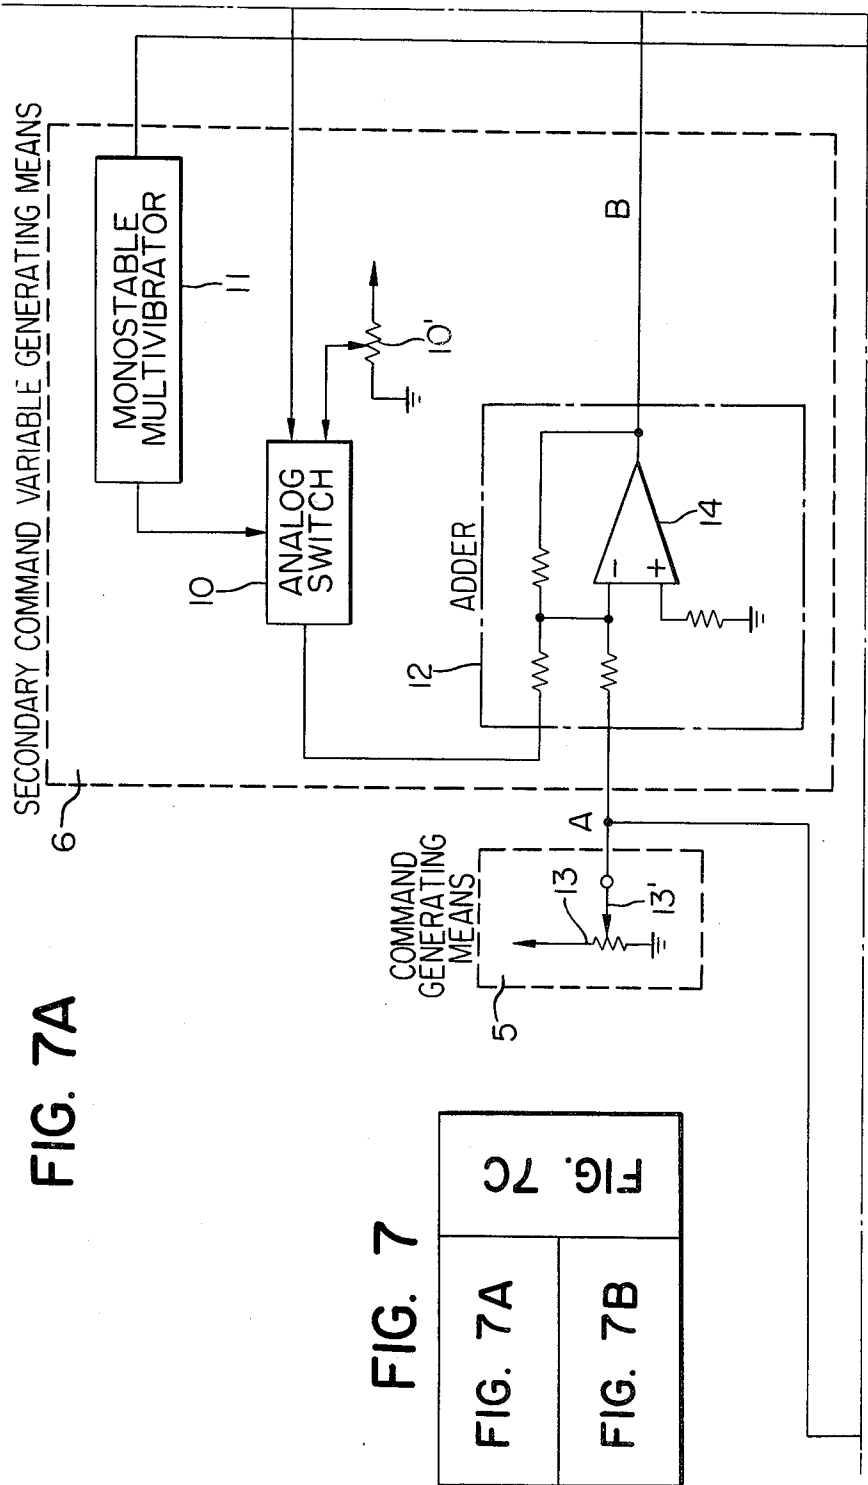 FIG. 7A
SECONDARY COMMAND VARIABLE GENERATING MEANS
6
MONOSTABLE
MULTIVIBRATOR
11
10
ANALOG
SWITCH
10'
ADDER
12
−
+
14
B
A
COMMAND
GENERATING
MEANS
5
13
13'
FIG. 7
FIG. 7A
FIG. 7B
FIG. 7C